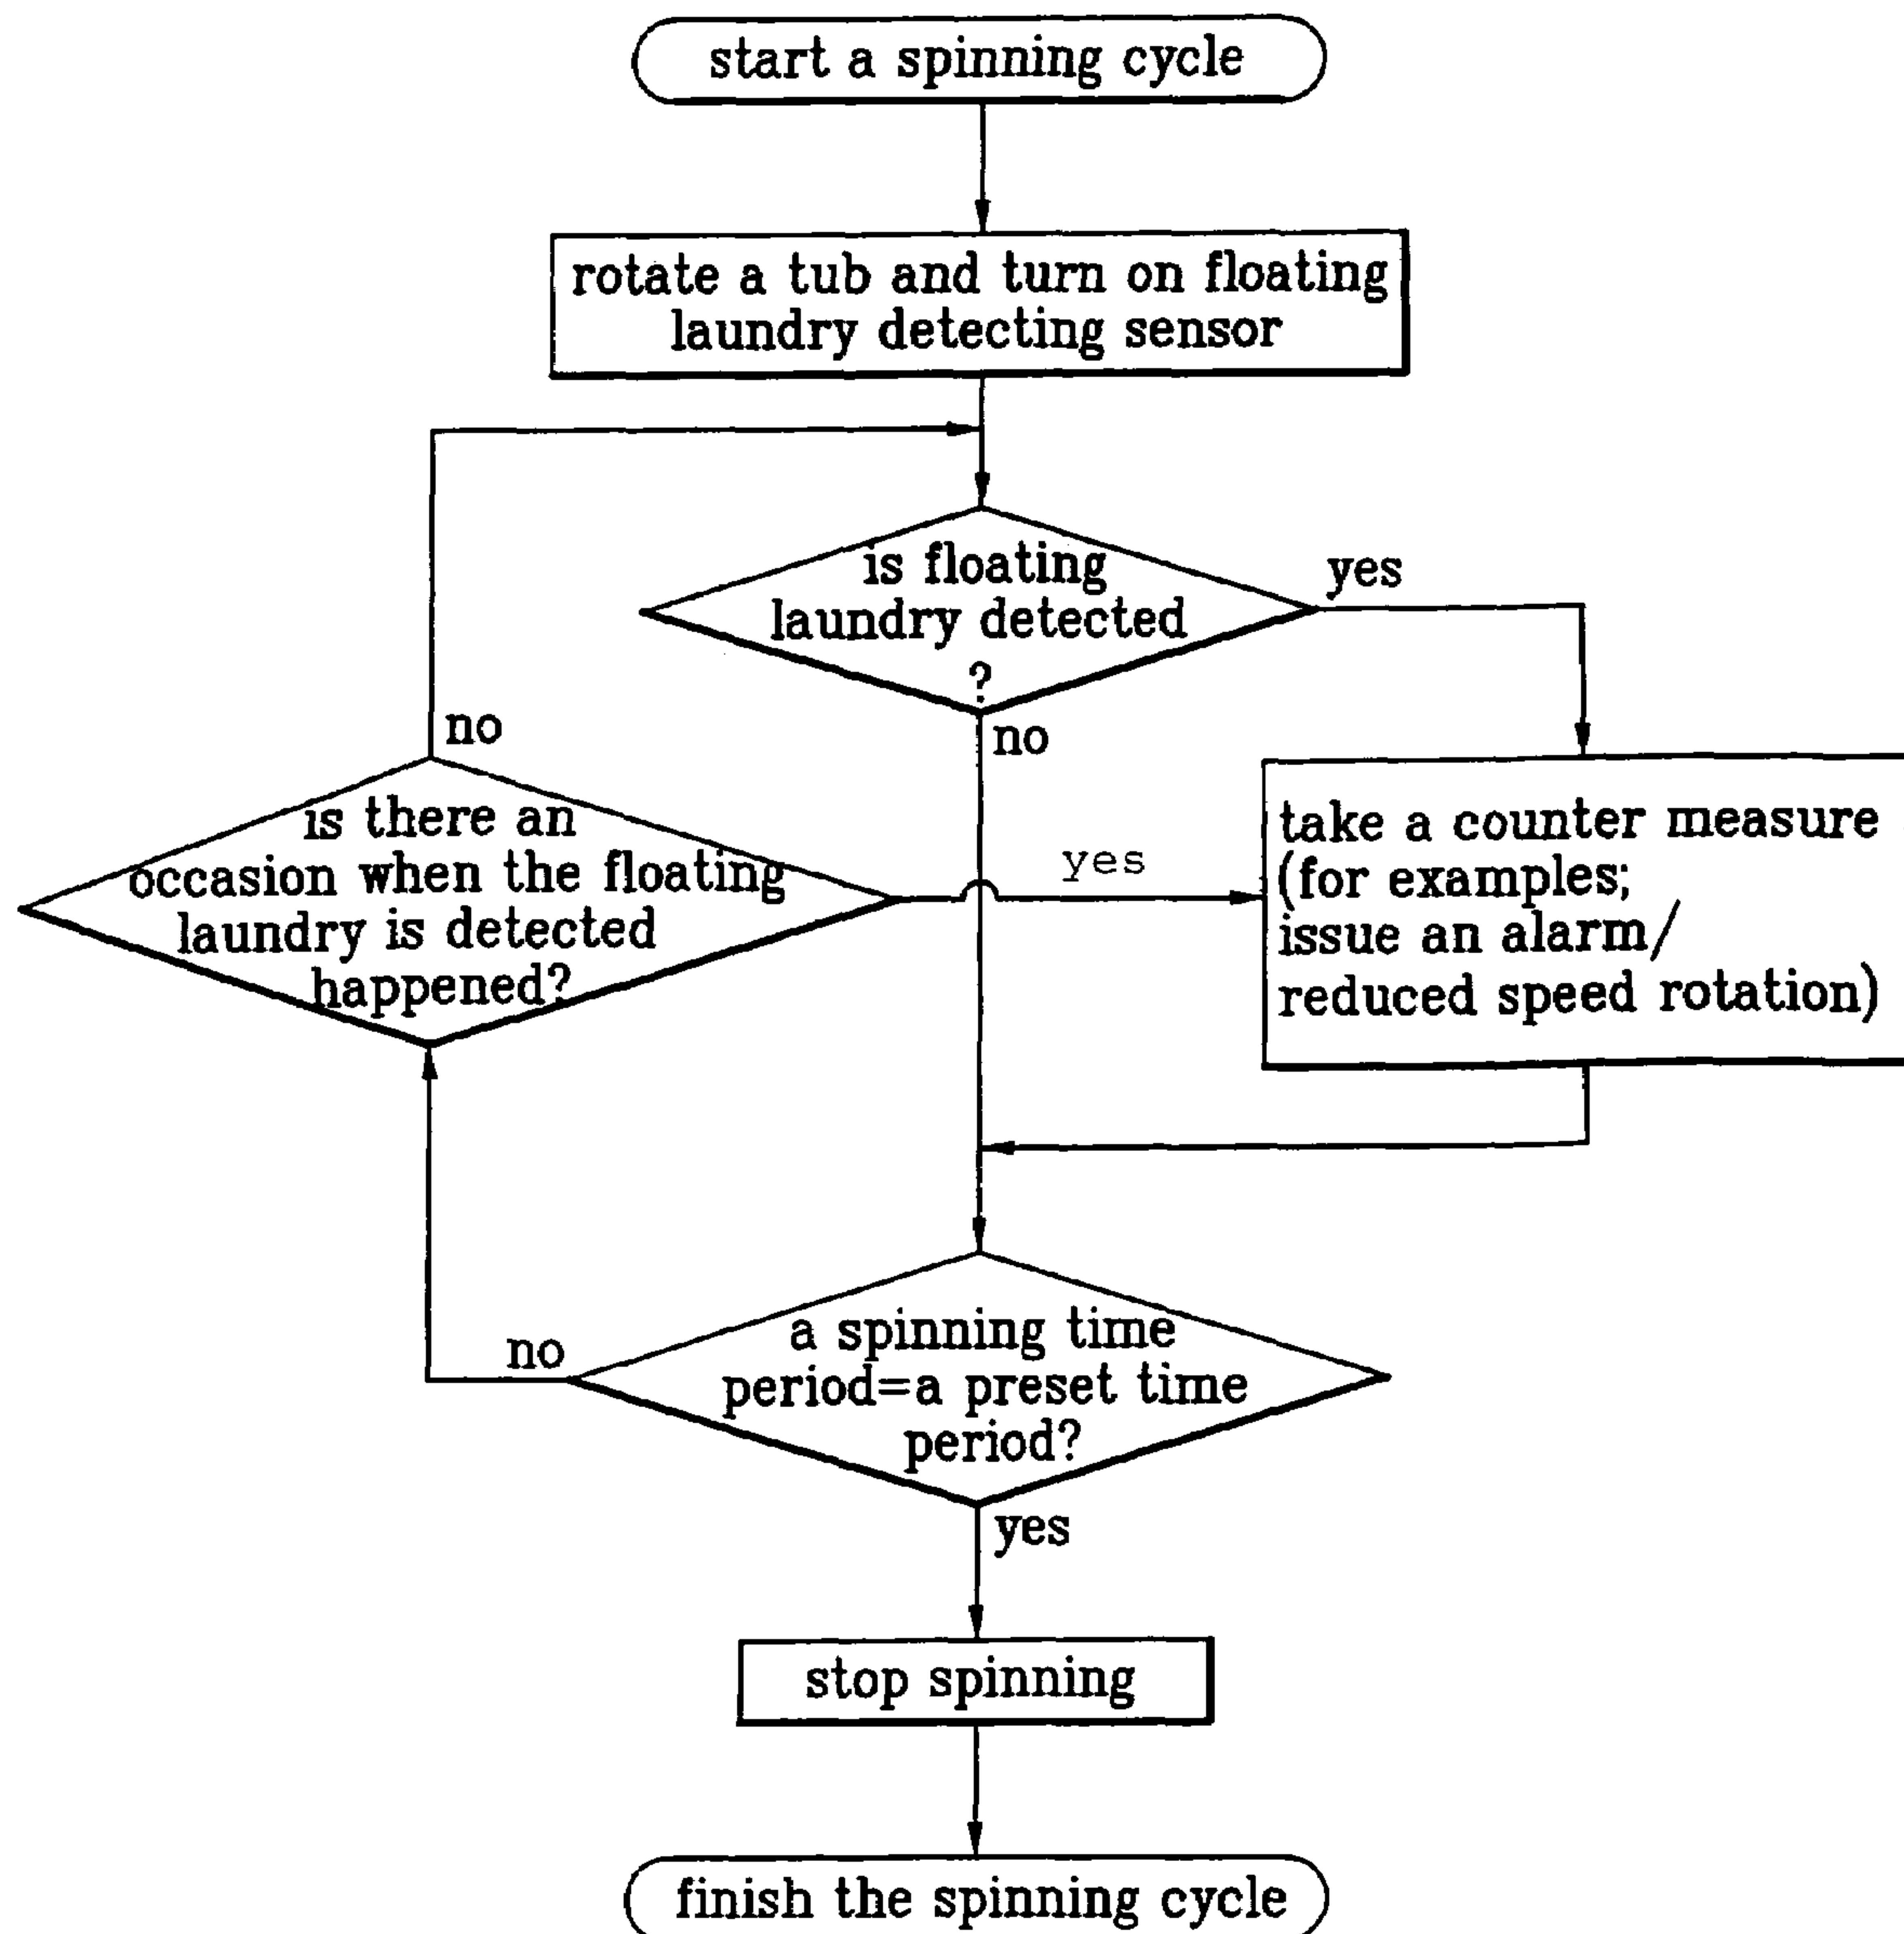 start a spinning cycle
rotate a tub and turn on floating
laundry detecting sensor
is floating
laundry detected
?
yes
no
no
is there an
occasion when the floating
laundry is detected
happened?
yes
take a counter measure
(for examples;
issue an alarm/
reduced speed rotation)
a spinning time
period=a preset time
period?
no
yes
stop spinning
finish the spinning cycle